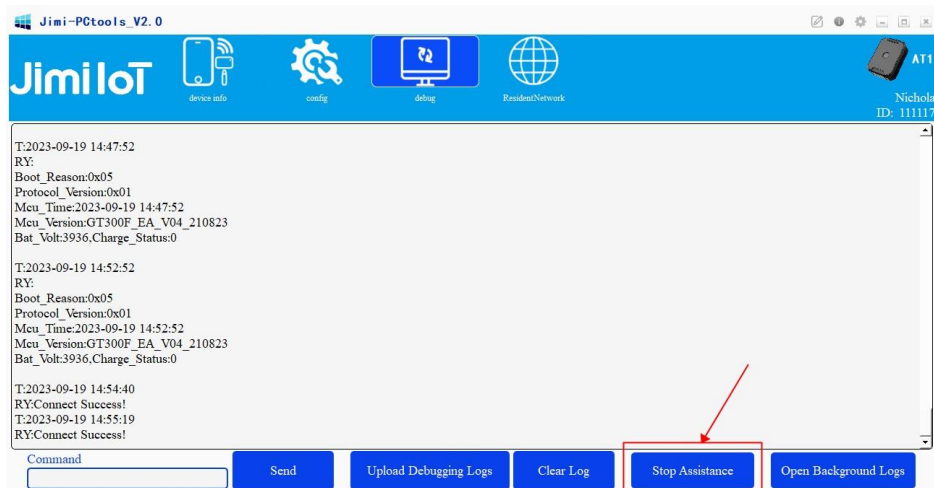 Jimi-PCtools_V2.0
Jimi IoT
device info
config
debug
ResidentNetwork
AT1
Nichola
ID: 111117
T:2023-09-19 14:47:52
RY:
Boot_Reason:0x05
Protocol_Version:0x01
Mcu_Time:2023-09-19 14:47:52
Mcu_Version:GT300F_EA_V04_210823
Bat_Volt:3936,Charge_Status:0
T:2023-09-19 14:52:52
RY:
Boot_Reason:0x05
Protocol_Version:0x01
Mcu_Time:2023-09-19 14:52:52
Mcu_Version:GT300F_EA_V04_210823
Bat_Volt:3936,Charge_Status:0
T:2023-09-19 14:54:40
RY:Connect Success!
T:2023-09-19 14:55:19
RY:Connect Success!
Command
Send
Upload Debugging Logs
Clear Log
Stop Assistance
Open Background Logs